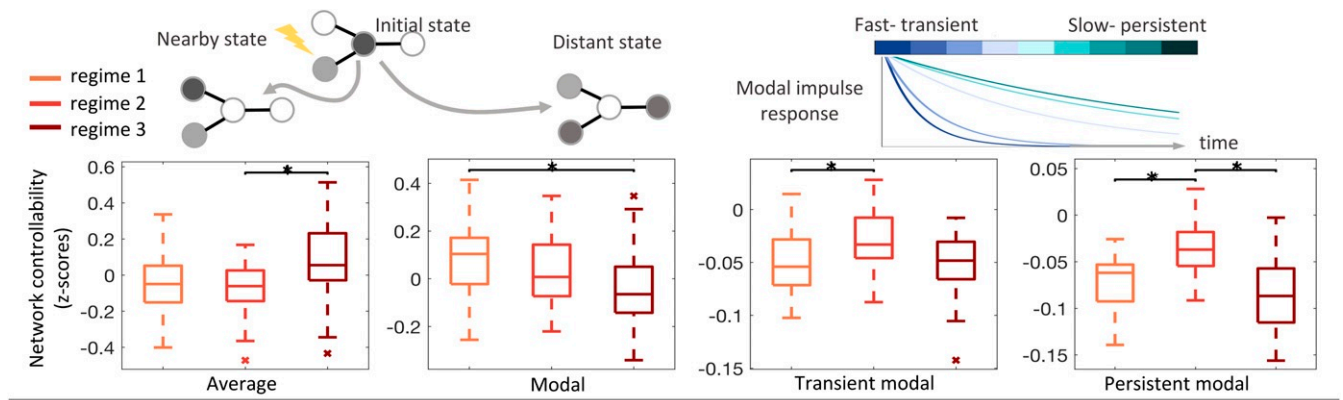 Nearby state
Initial state
Distant state
Fast- transient
Slow- persistent
regime 1
regime 2
regime 3
Modal impulse
response
time
Network controllability
(z-scores)
0.6
0.4
0.2
0
-0.2
-0.4
*
Average
0.4
0.2
0
-0.2
*
Modal
0
-0.05
-0.1
-0.15
*
Transient modal
0.05
0
-0.05
-0.1
-0.15
*
*
Persistent modal